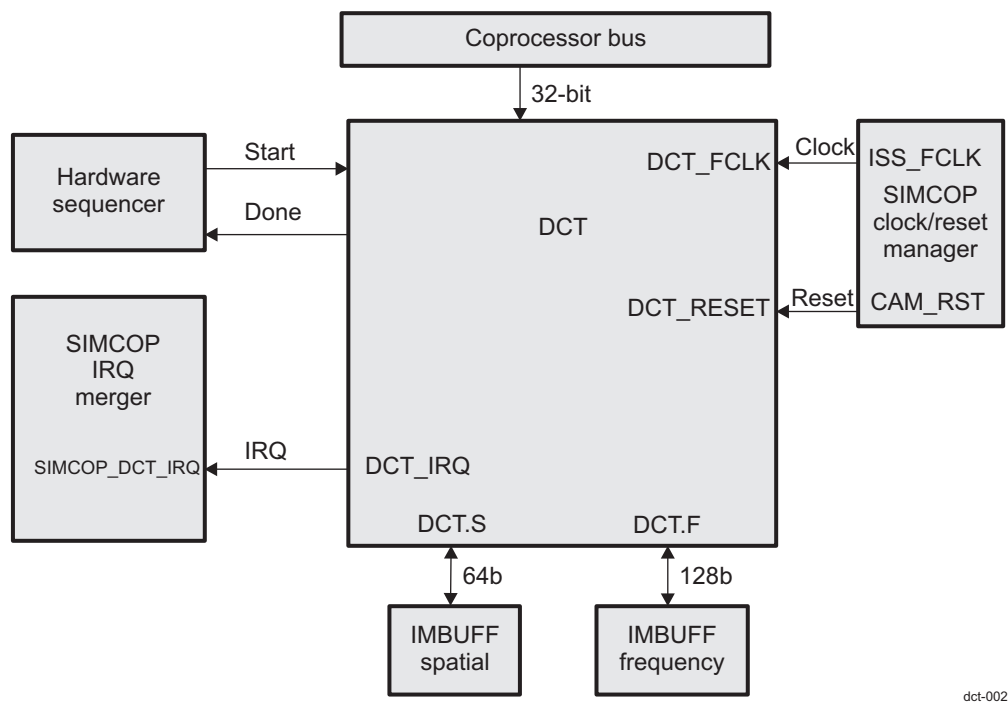 Coprocessor bus
32-bit
Hardware
sequencer
Start
Done
DCT_FCLK
Clock
ISS_FCLK
SIMCOP
clock/reset
manager
DCT
DCT_RESET
Reset
CAM_RST
SIMCOP
IRQ
merger
SIMCOP_DCT_IRQ
IRQ
DCT_IRQ
DCT.S
DCT.F
64b
128b
IMBUFF
spatial
IMBUFF
frequency
dct-002